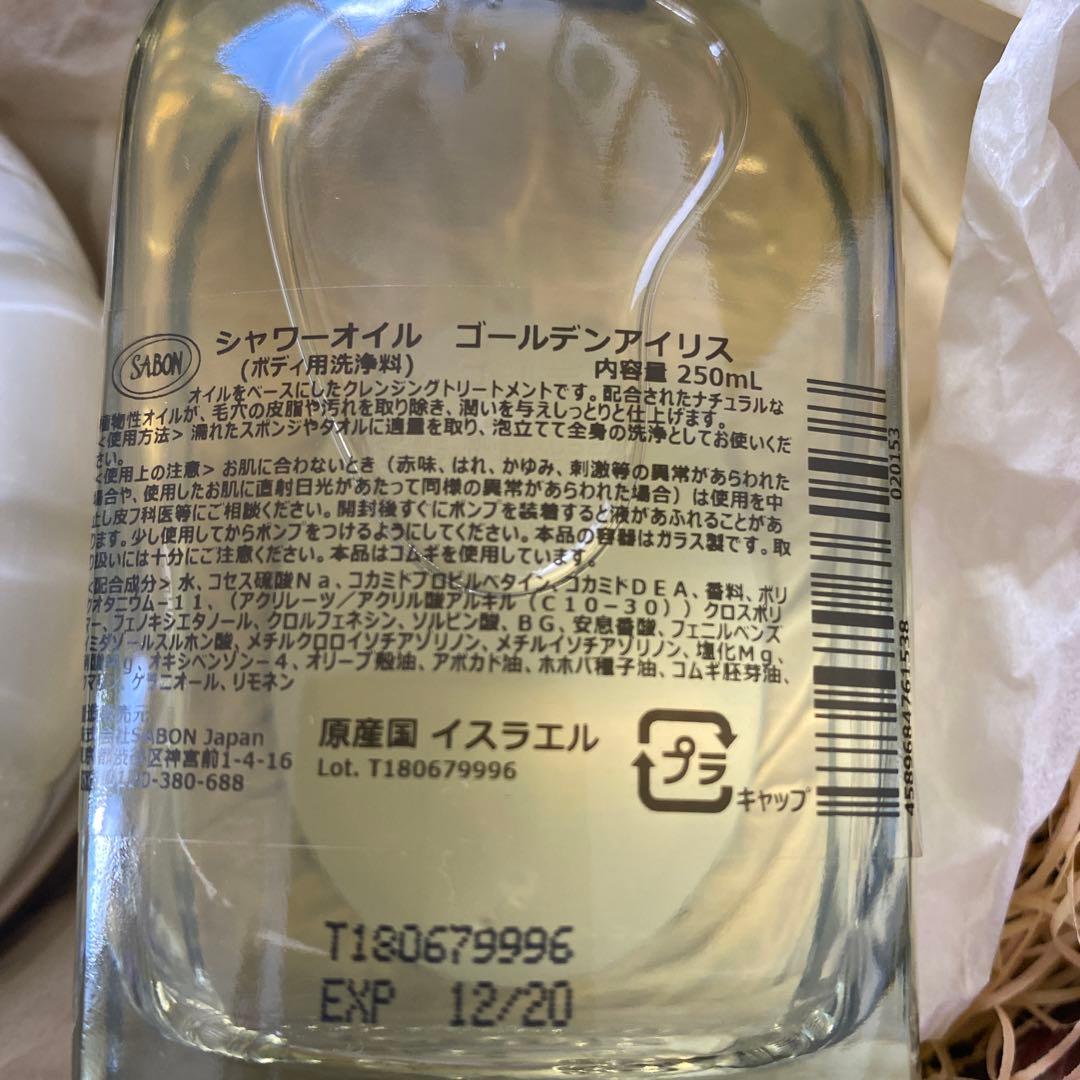 SABON
シャワーオイル ゴールデンアイリス
(ボディ用洗浄料) 内容量 250mL
オイルをベースにしたクレンジングトリートメントです。配合されたナチュラルな
植物性オイルが、毛穴の皮脂や汚れを取り除き、潤いを与えしっとりと仕上げます。
<使用方法> 濡れたスポンジやタオルに適量を取り、泡立てて全身の洗浄としてお使いくだ
さい。
<使用上の注意> お肌に合わないとき（赤味、はれ、かゆみ、刺激等の異常があらわれた
場合や、使用したお肌に直射日光があたって同様の異常があらわれた場合）は使用を中
止し皮フ科医等にご相談ください。開封後すぐにポンプを装着すると液があふれることがあ
ります。少し使用してからポンプをつけるようにしてください。本品の容器はガラス製です。取
り扱いには十分にご注意ください。本品はコムギを使用しています。
<配合成分> 水、コセス硫酸Ｎａ、コカミドプロピルベタイン、コカミドＤＥＡ、香料、ポリ
クオタニウム－１１、（アクリレーツ／アクリル酸アルキル（Ｃ１０－３０））クロスポリ
マー、フェノキシエタノール、クロルフェネシン、ソルビン酸、ＢＧ、安息香酸、フェニルベンズ
イミダゾールスルホン酸、メチルクロロイソチアゾリノン、メチルイソチアゾリノン、塩化Ｍｇ、
酸Ｍｇ、オキシベンゾン－４、オリーブ殻油、アボカド油、ホホバ種子油、コムギ胚芽油、
ゲラニオール、リモネン
売元
会社SABON Japan
区神宮前1-4-16
-380-688
原産国 イスラエル
Lot. T180679996
プラ
キャップ
020153
4589684761538
T180679996
EXP 12/20